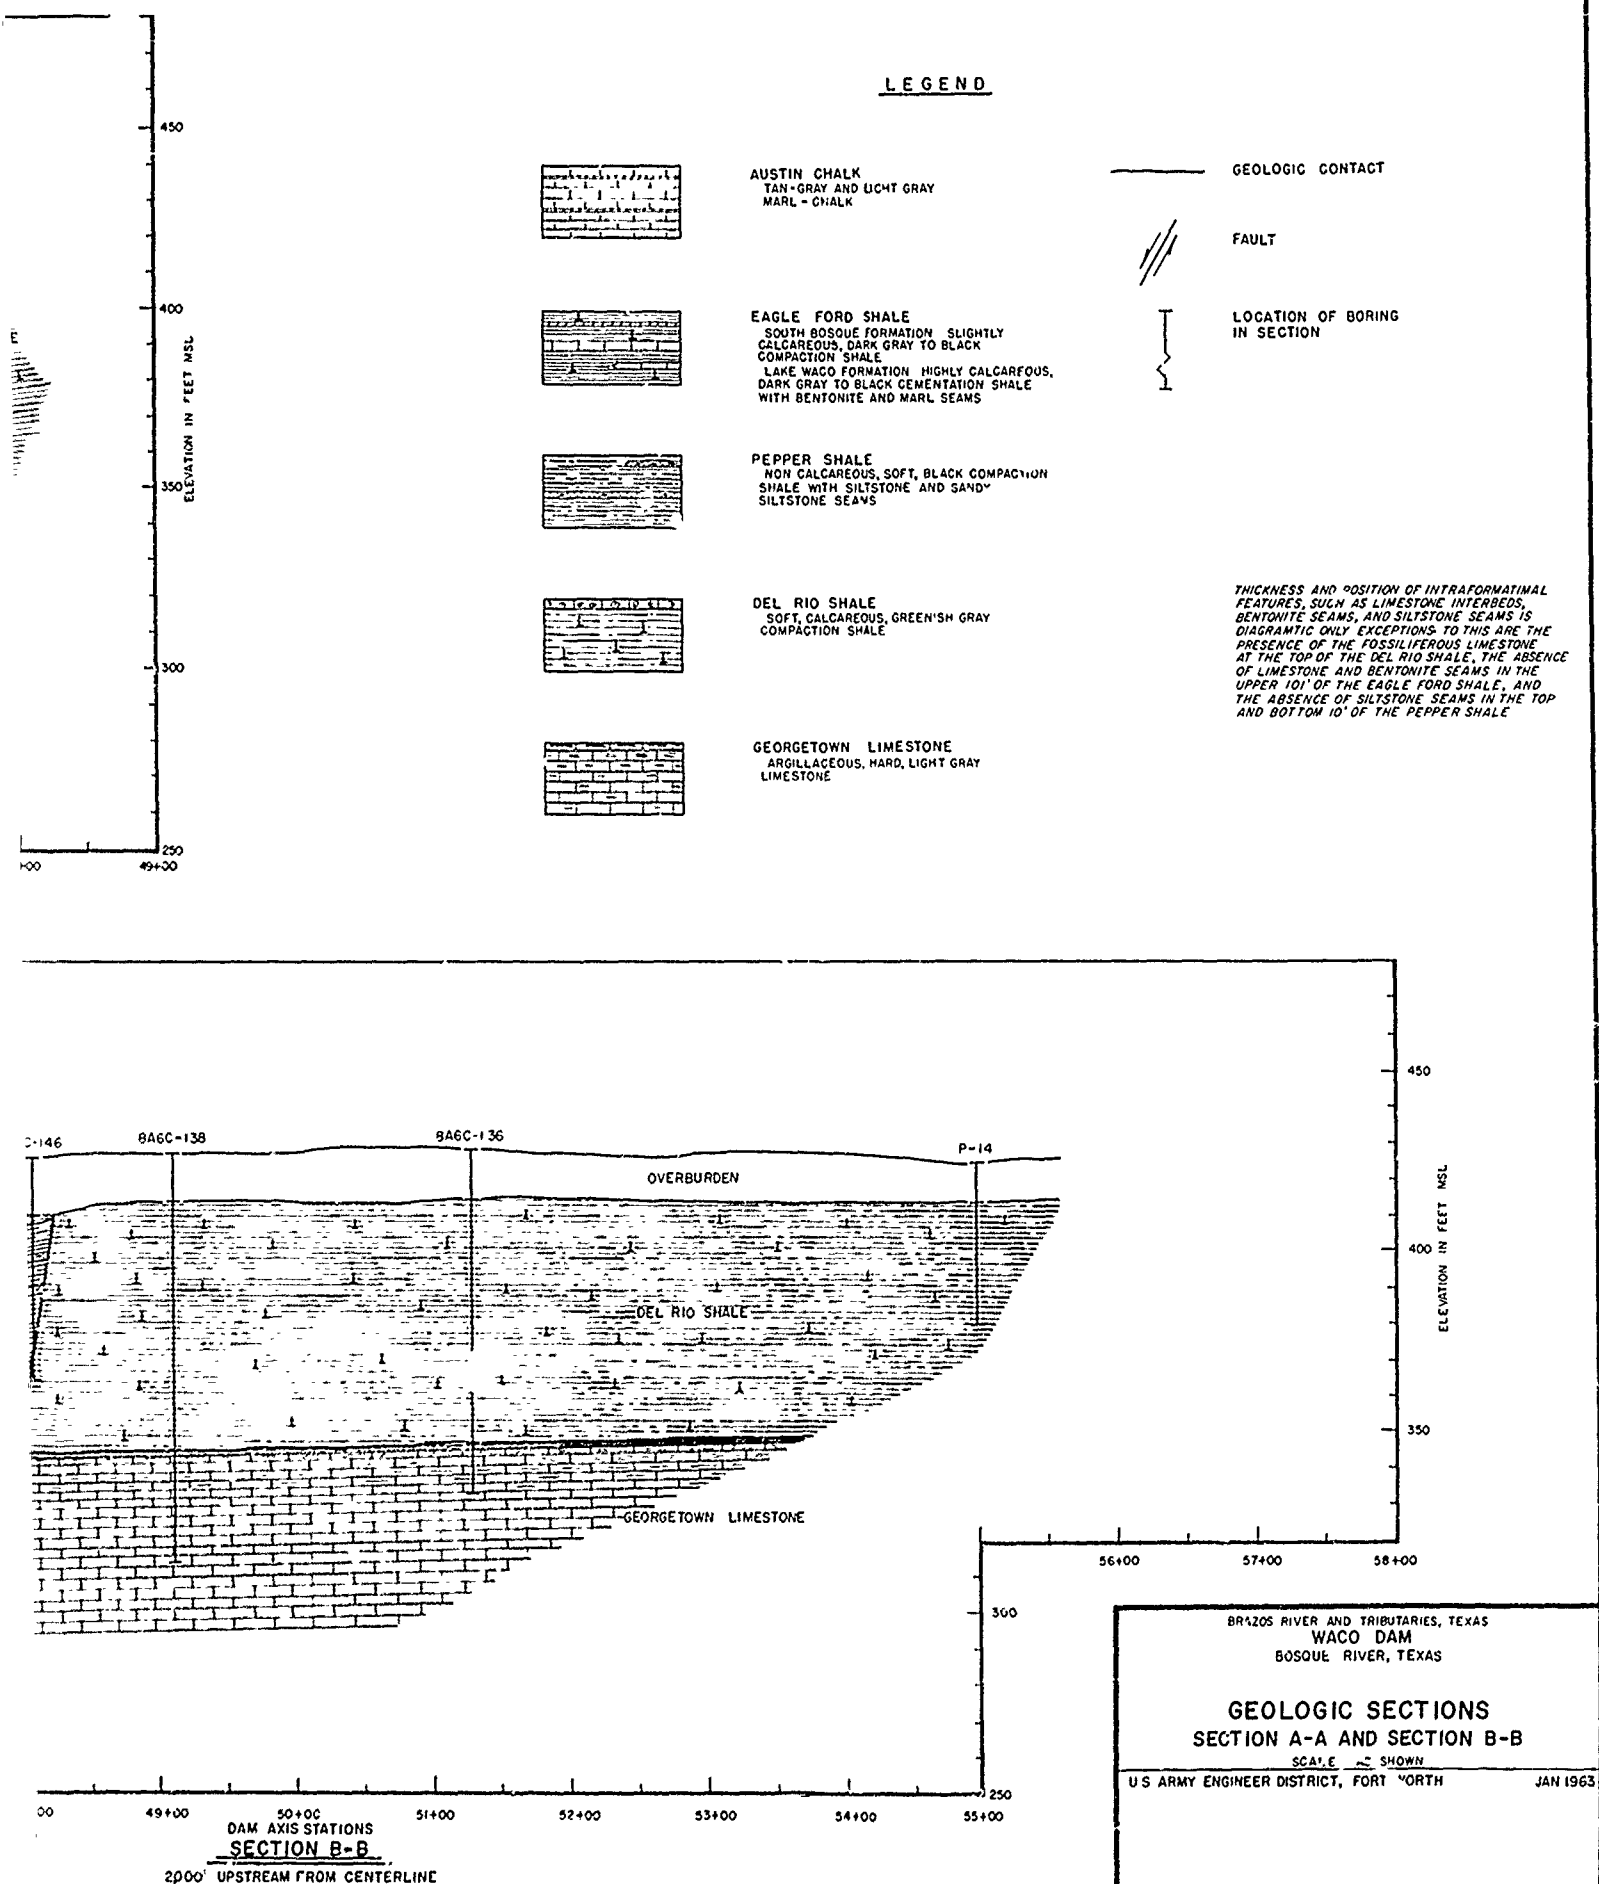 LEGEND
450
400
350
300
250
49+00
ELEVATION IN FEET MSL
E
AUSTIN CHALK
TAN-GRAY AND LIGHT GRAY
MARL - CHALK
EAGLE FORD SHALE
SOUTH BOSQUE FORMATION SLIGHTLY
CALCAREOUS, DARK GRAY TO BLACK
COMPACTION SHALE
LAKE WACO FORMATION HIGHLY CALCAREOUS,
DARK GRAY TO BLACK CEMENTATION SHALE
WITH BENTONITE AND MARL SEAMS
PEPPER SHALE
NON CALCAREOUS, SOFT, BLACK COMPACTION
SHALE WITH SILTSTONE AND SANDY
SILTSTONE SEAMS
DEL RIO SHALE
SOFT, CALCAREOUS, GREEN'SH GRAY
COMPACTION SHALE
GEORGETOWN LIMESTONE
ARGILLACEOUS, HARD, LIGHT GRAY
LIMESTONE
GEOLOGIC CONTACT
FAULT
LOCATION OF BORING
IN SECTION
THICKNESS AND POSITION OF INTRAFORMATIMAL
FEATURES, SUCH AS LIMESTONE INTERBEDS,
BENTONITE SEAMS, AND SILTSTONE SEAMS IS
DIAGRAMTIC ONLY EXCEPTIONS TO THIS ARE THE
PRESENCE OF THE FOSSILIFEROUS LIMESTONE
AT THE TOP OF THE DEL RIO SHALE, THE ABSENCE
OF LIMESTONE AND BENTONITE SEAMS IN THE
UPPER 101' OF THE EAGLE FORD SHALE, AND
THE ABSENCE OF SILTSTONE SEAMS IN THE TOP
AND BOTTOM 10' OF THE PEPPER SHALE
-146 8A6C-138 8A6C-136 P-14
OVERBURDEN
DEL RIO SHALE
GEORGETOWN LIMESTONE
450
400
350
ELEVATION IN FEET MSL
56+00 57+00 58+00
300
250
00 49+00 50+00 51+00 52+00 53+00 54+00 55+00
DAM AXIS STATIONS
SECTION B-B
2,000' UPSTREAM FROM CENTERLINE
BRAZOS RIVER AND TRIBUTARIES, TEXAS
WACO DAM
BOSQUE RIVER, TEXAS
GEOLOGIC SECTIONS
SECTION A-A AND SECTION B-B
SCALE AS SHOWN
U S ARMY ENGINEER DISTRICT, FORT WORTH JAN 1963